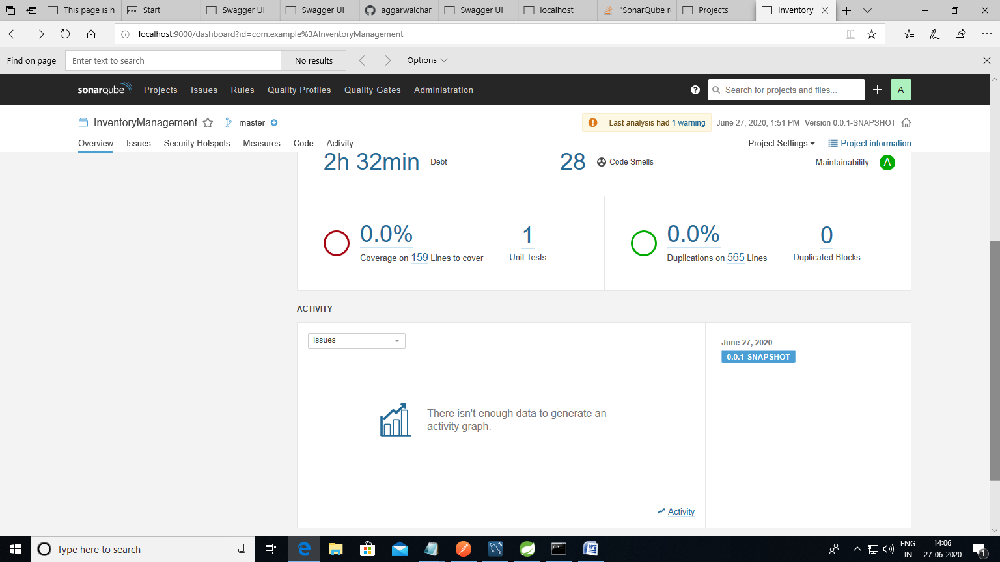 This page is h
Start
Swagger UI
Swagger UI
aggarwalchar
Swagger UI
localhost
"SonarQube r
Projects
Inventory
localhost:9000/dashboard?id=com.example%3AInventoryManagement
Find on page
Enter text to search
No results
Options
sonarqube
Projects
Issues
Rules
Quality Profiles
Quality Gates
Administration
Search for projects and files...
A
InventoryManagement
master
Last analysis had 1 warning
June 27, 2020, 1:51 PM
Version 0.0.1-SNAPSHOT
Overview
Issues
Security Hotspots
Measures
Code
Activity
Project Settings
Project information
2h 32min Debt
28 Code Smells
Maintainability A
0.0%
Coverage on 159 Lines to cover
1
Unit Tests
0.0%
Duplications on 565 Lines
0
Duplicated Blocks
ACTIVITY
Issues
There isn't enough data to generate an
activity graph.
Activity
June 27, 2020
0.0.1-SNAPSHOT
Type here to search
ENG
IN
14:06
27-06-2020
1